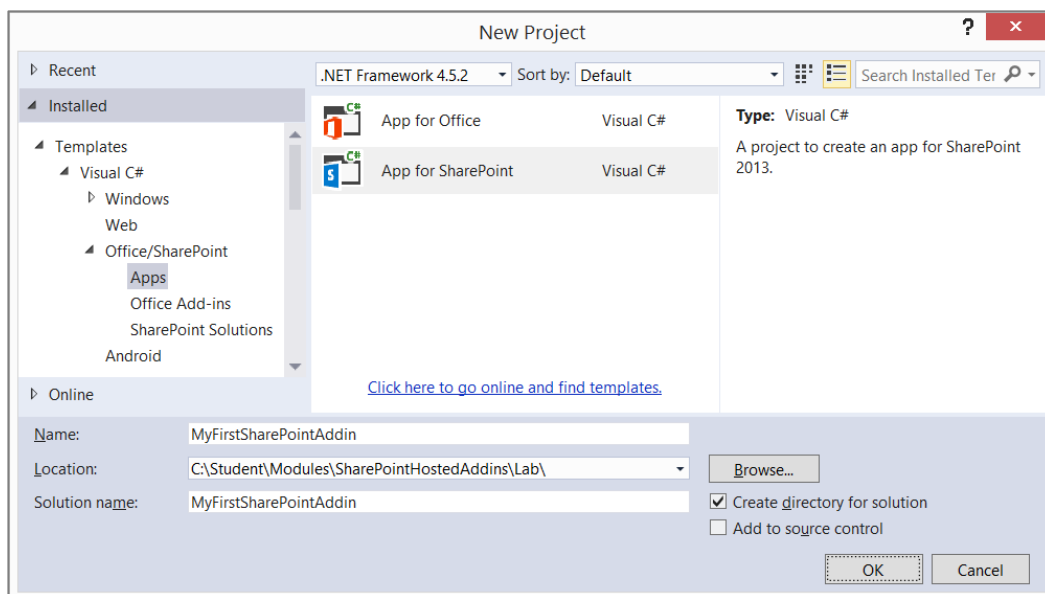 New Project
?
Recent
.NET Framework 4.5.2 Sort by: Default Search Installed Ter
Installed
Templates
Visual C#
Windows
Web
Office/SharePoint
Apps
Office Add-ins
SharePoint Solutions
Android
Online
C#
App for Office Visual C#
C#
S
App for SharePoint Visual C#
Click here to go online and find templates.
Type: Visual C#
A project to create an app for SharePoint
2013.
Name: MyFirstSharePointAddin
Location: C:\Student\Modules\SharePointHostedAddins\Lab\ Browse...
Solution name: MyFirstSharePointAddin
Create directory for solution
Add to source control
OK Cancel